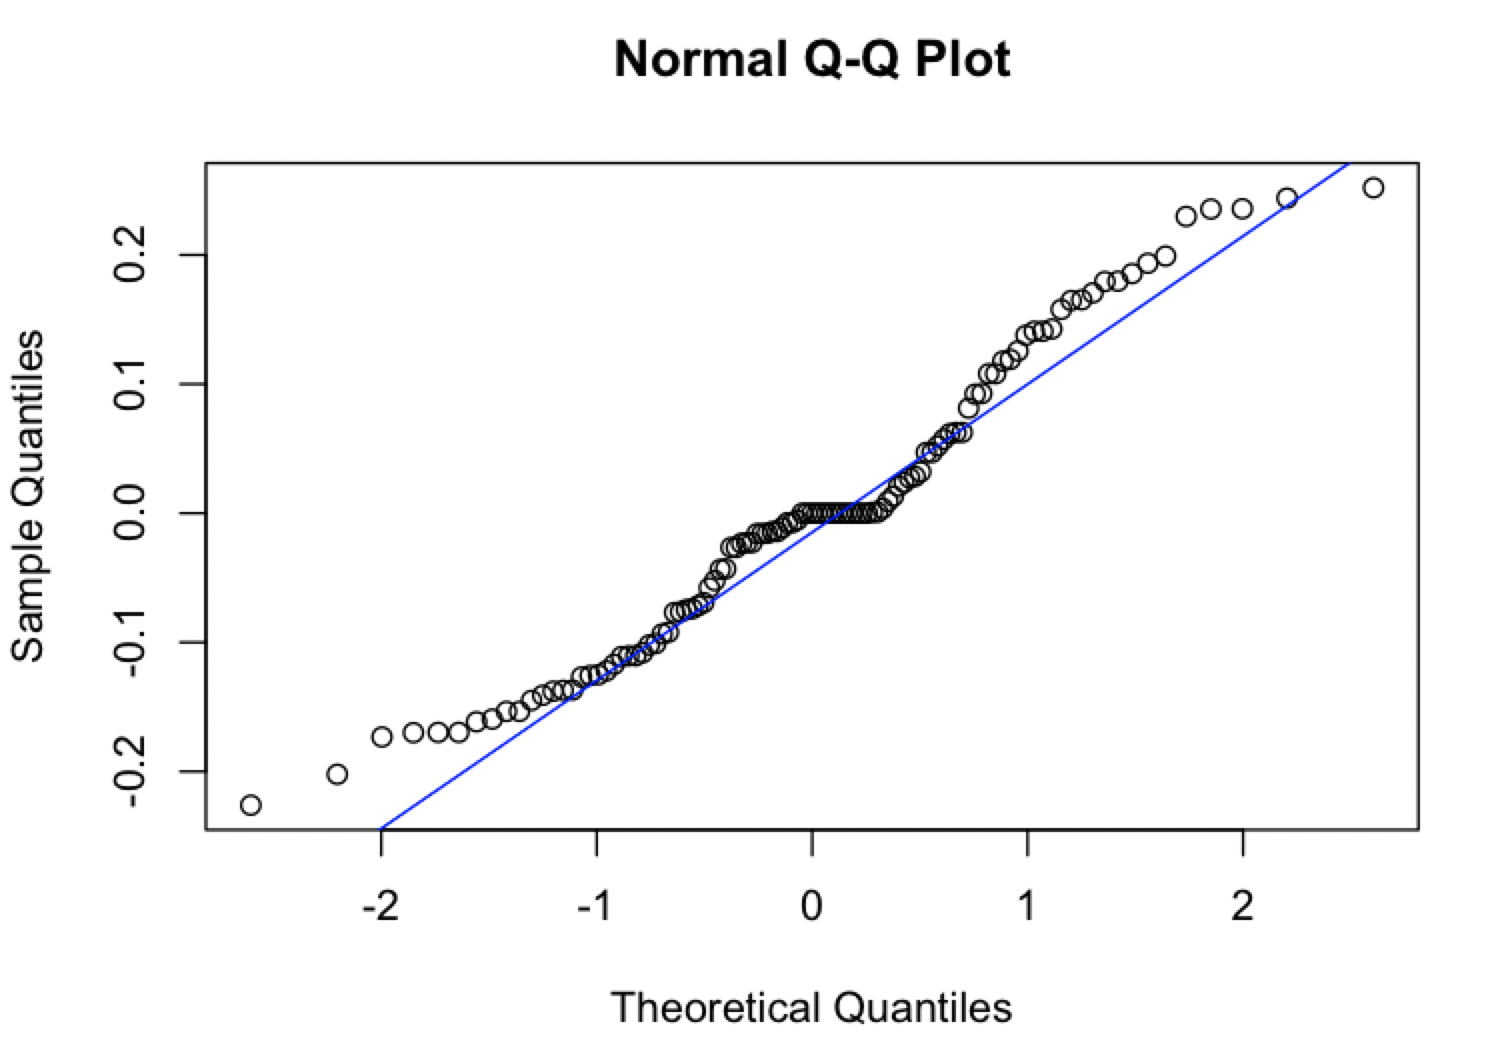 Normal Q-Q Plot
Sample Quantiles
0.2
0.1
0.0
-0.1
-0.2
-2 -1 0 1 2
Theoretical Quantiles